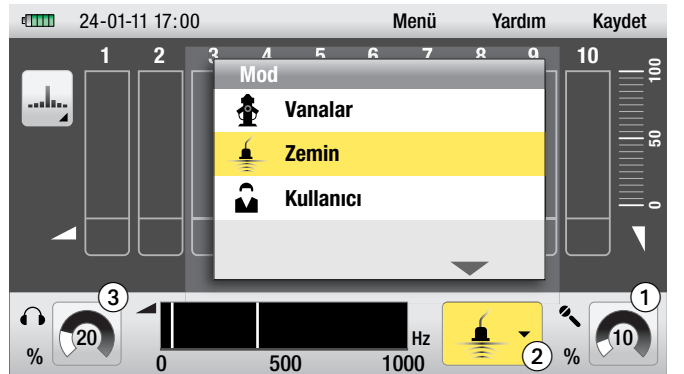 24-01-11 17:00 Menü Yardım Kaydet
1 2 3 4 5 6 7 8 9 10
100
50
0
Mod
Vanalar
Zemin
Kullanıcı
3 1
20 Hz 10
% 0 500 1000 2 %